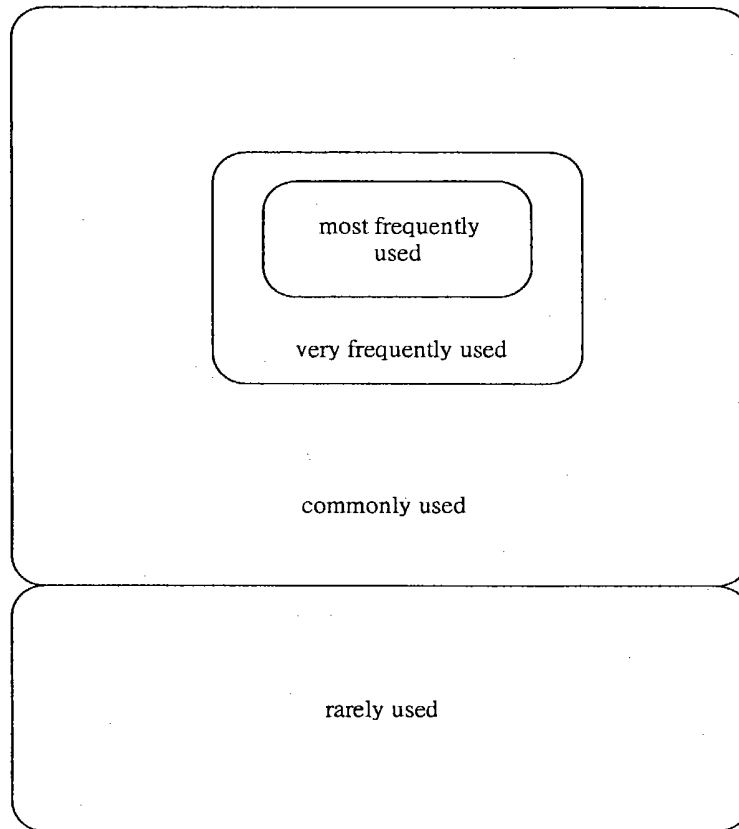 most frequently
used
very frequently used
commonly used
rarely used